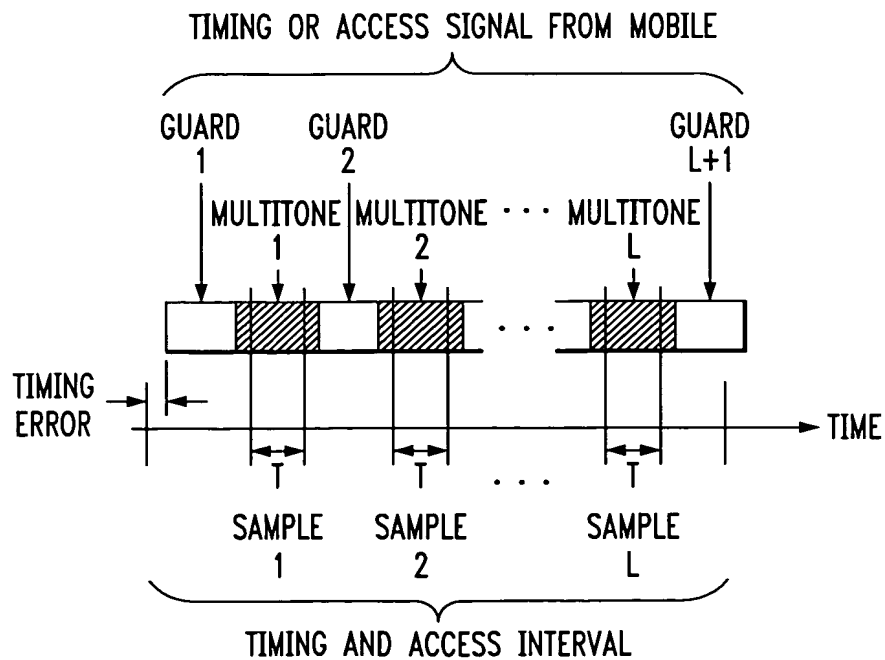 TIMING OR ACCESS SIGNAL FROM MOBILE
GUARD
1
GUARD
2
GUARD
L+1
MULTITONE
1
MULTITONE
2
· · ·
MULTITONE
L
· · ·
TIMING
ERROR
TIME
T
T
· · ·
T
SAMPLE
1
SAMPLE
2
SAMPLE
L
TIMING AND ACCESS INTERVAL